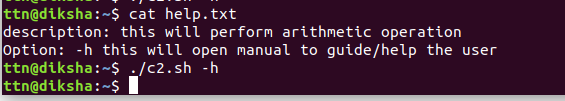 ttn@diksha:~$ cat help.txt
description: this will perform arithmetic operation
Option: -h this will open manual to guide/help the user
ttn@diksha:~$ ./c2.sh -h
ttn@diksha:~$